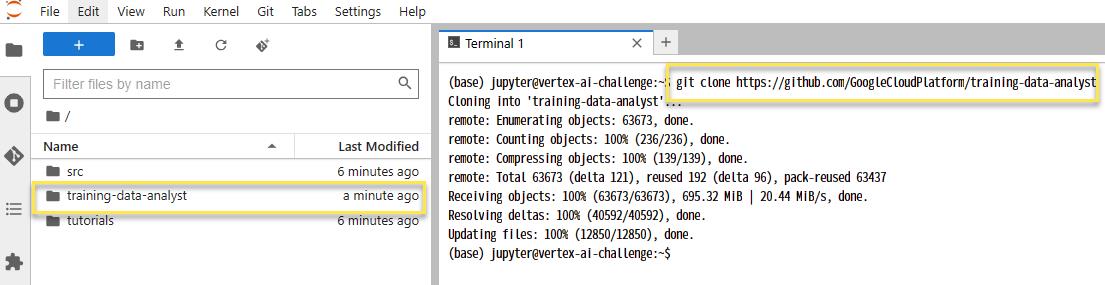 File Edit View Run Kernel Git Tabs Settings Help
Filter files by name
/
Name Last Modified
src 6 minutes ago
training-data-analyst a minute ago
tutorials 6 minutes ago
Terminal 1
(base) jupyter@vertex-ai-challenge:~$ git clone https://github.com/GoogleCloudPlatform/training-data-analyst
Cloning into 'training-data-analyst'...
remote: Enumerating objects: 63673, done.
remote: Counting objects: 100% (236/236), done.
remote: Compressing objects: 100% (139/139), done.
remote: Total 63673 (delta 121), reused 192 (delta 96), pack-reused 63437
Receiving objects: 100% (63673/63673), 695.32 MiB | 20.44 MiB/s, done.
Resolving deltas: 100% (40592/40592), done.
Updating files: 100% (12850/12850), done.
(base) jupyter@vertex-ai-challenge:~$